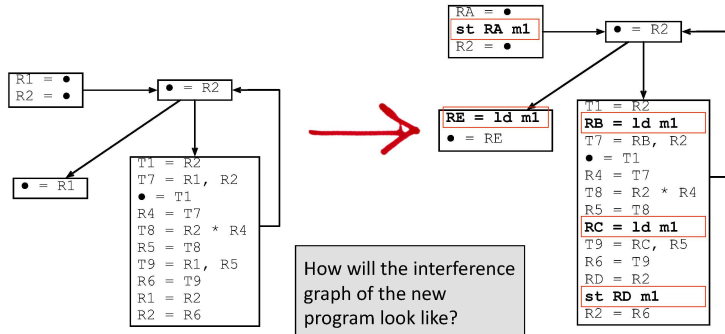 R1 = ●
R2 = ●
● = R2
● = R1
T1 = R2
T7 = R1, R2
● = T1
R4 = T7
T8 = R2 * R4
R5 = T8
T9 = R1, R5
R6 = T9
R1 = R2
R2 = R6
RA = ●
st RA m1
R2 = ●
● = R2
RE = ld m1
● = RE
T1 = R2
RB = ld m1
T7 = RB, R2
● = T1
R4 = T7
T8 = R2 * R4
R5 = T8
RC = ld m1
T9 = RC, R5
R6 = T9
RD = R2
st RD m1
R2 = R6
How will the interference
graph of the new
program look like?